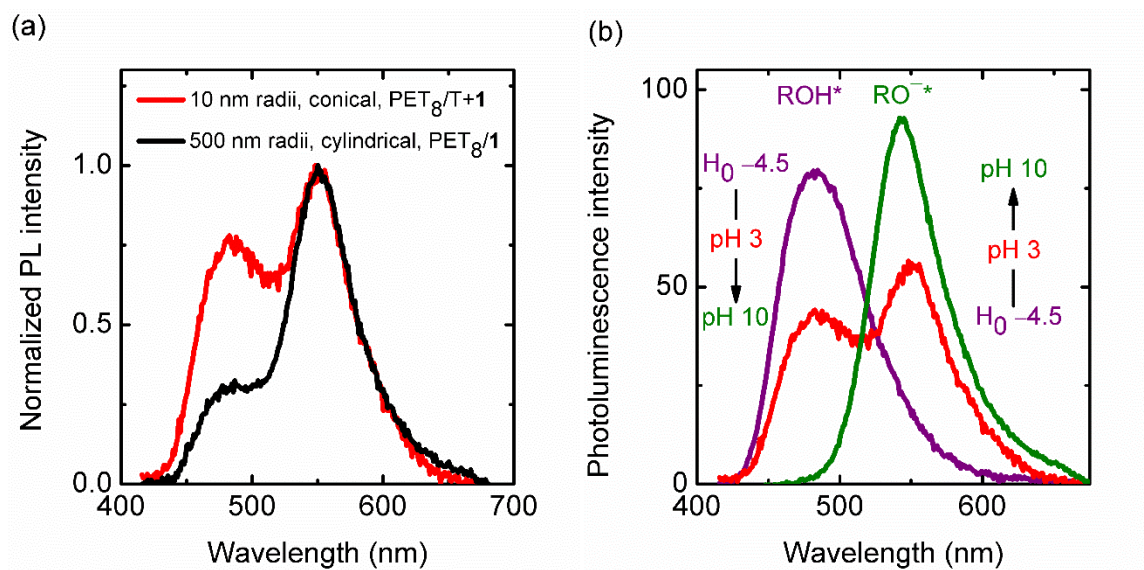 (a)
Normalized PL intensity
1.0
0.5
0.0
10 nm radii, conical, PET₈/T+1
500 nm radii, cylindrical, PET₈/1
400 500 600 700
Wavelength (nm)
(b)
Photoluminescence intensity
100
50
0
ROH* RO⁻*
H₀ −4.5
pH 3
pH 10
pH 10
pH 3
H₀ −4.5
400 500 600
Wavelength (nm)